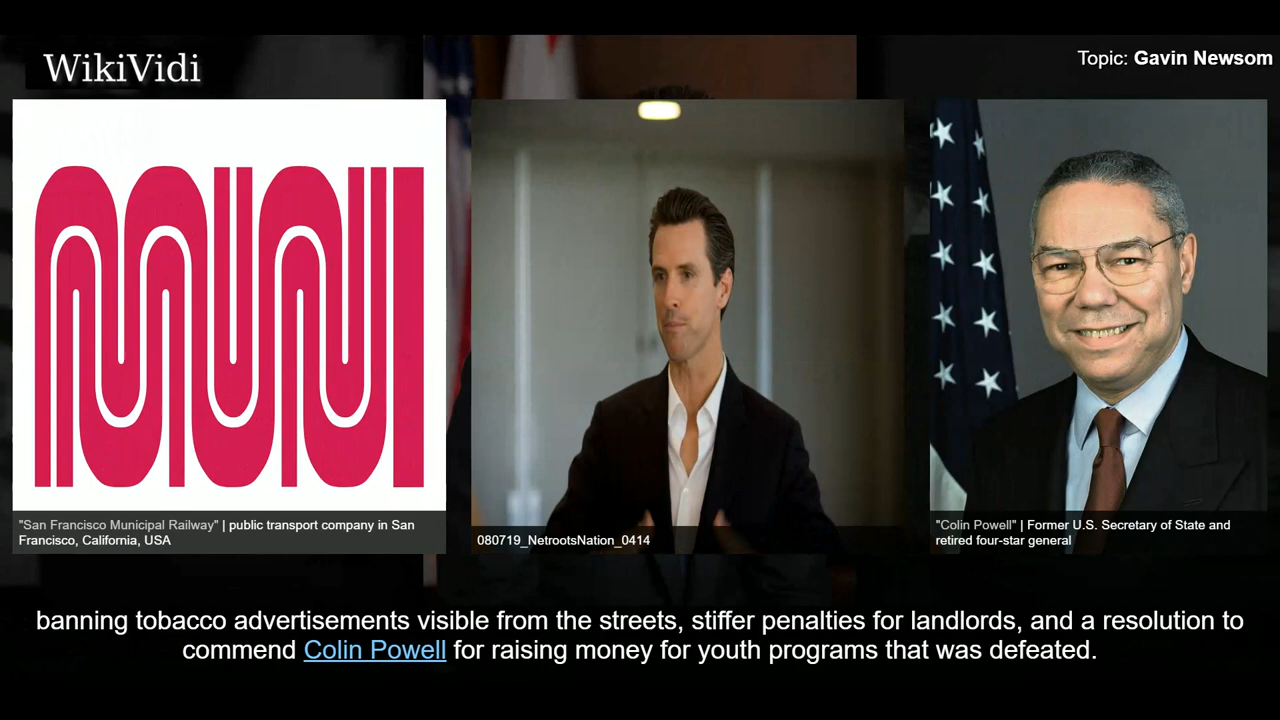 WikiVidi
Topic: Gavin Newsom
muni
"San Francisco Municipal Railway" | public transport company in San
Francisco, California, USA
080719_NetrootsNation_0414
"Colin Powell" | Former U.S. Secretary of State and
retired four-star general
banning tobacco advertisements visible from the streets, stiffer penalties for landlords, and a resolution to
commend Colin Powell for raising money for youth programs that was defeated.